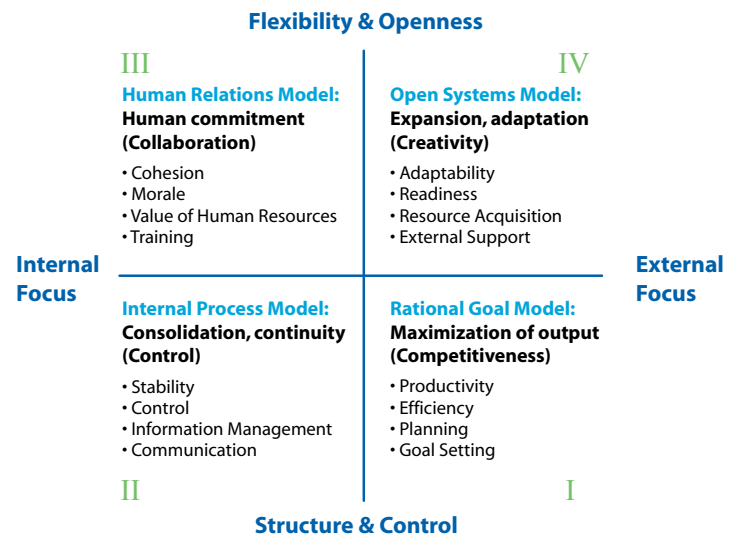 Flexibility & Openness
III
Human Relations Model:
Human commitment
(Collaboration)
• Cohesion
• Morale
• Value of Human Resources
• Training
IV
Open Systems Model:
Expansion, adaptation
(Creativity)
• Adaptability
• Readiness
• Resource Acquisition
• External Support
Internal
Focus
External
Focus
Internal Process Model:
Consolidation, continuity
(Control)
• Stability
• Control
• Information Management
• Communication
II
Rational Goal Model:
Maximization of output
(Competitiveness)
• Productivity
• Efficiency
• Planning
• Goal Setting
I
Structure & Control